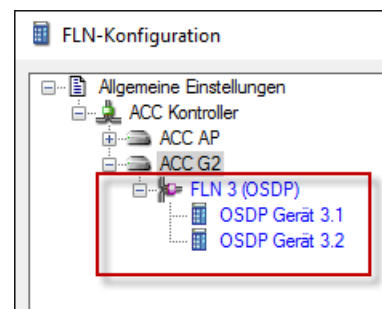 FLN-Konfiguration
Allgemeine Einstellungen
ACC Kontroller
ACC AP
ACC G2
FLN 3 (OSDP)
OSDP Gerät 3.1
OSDP Gerät 3.2